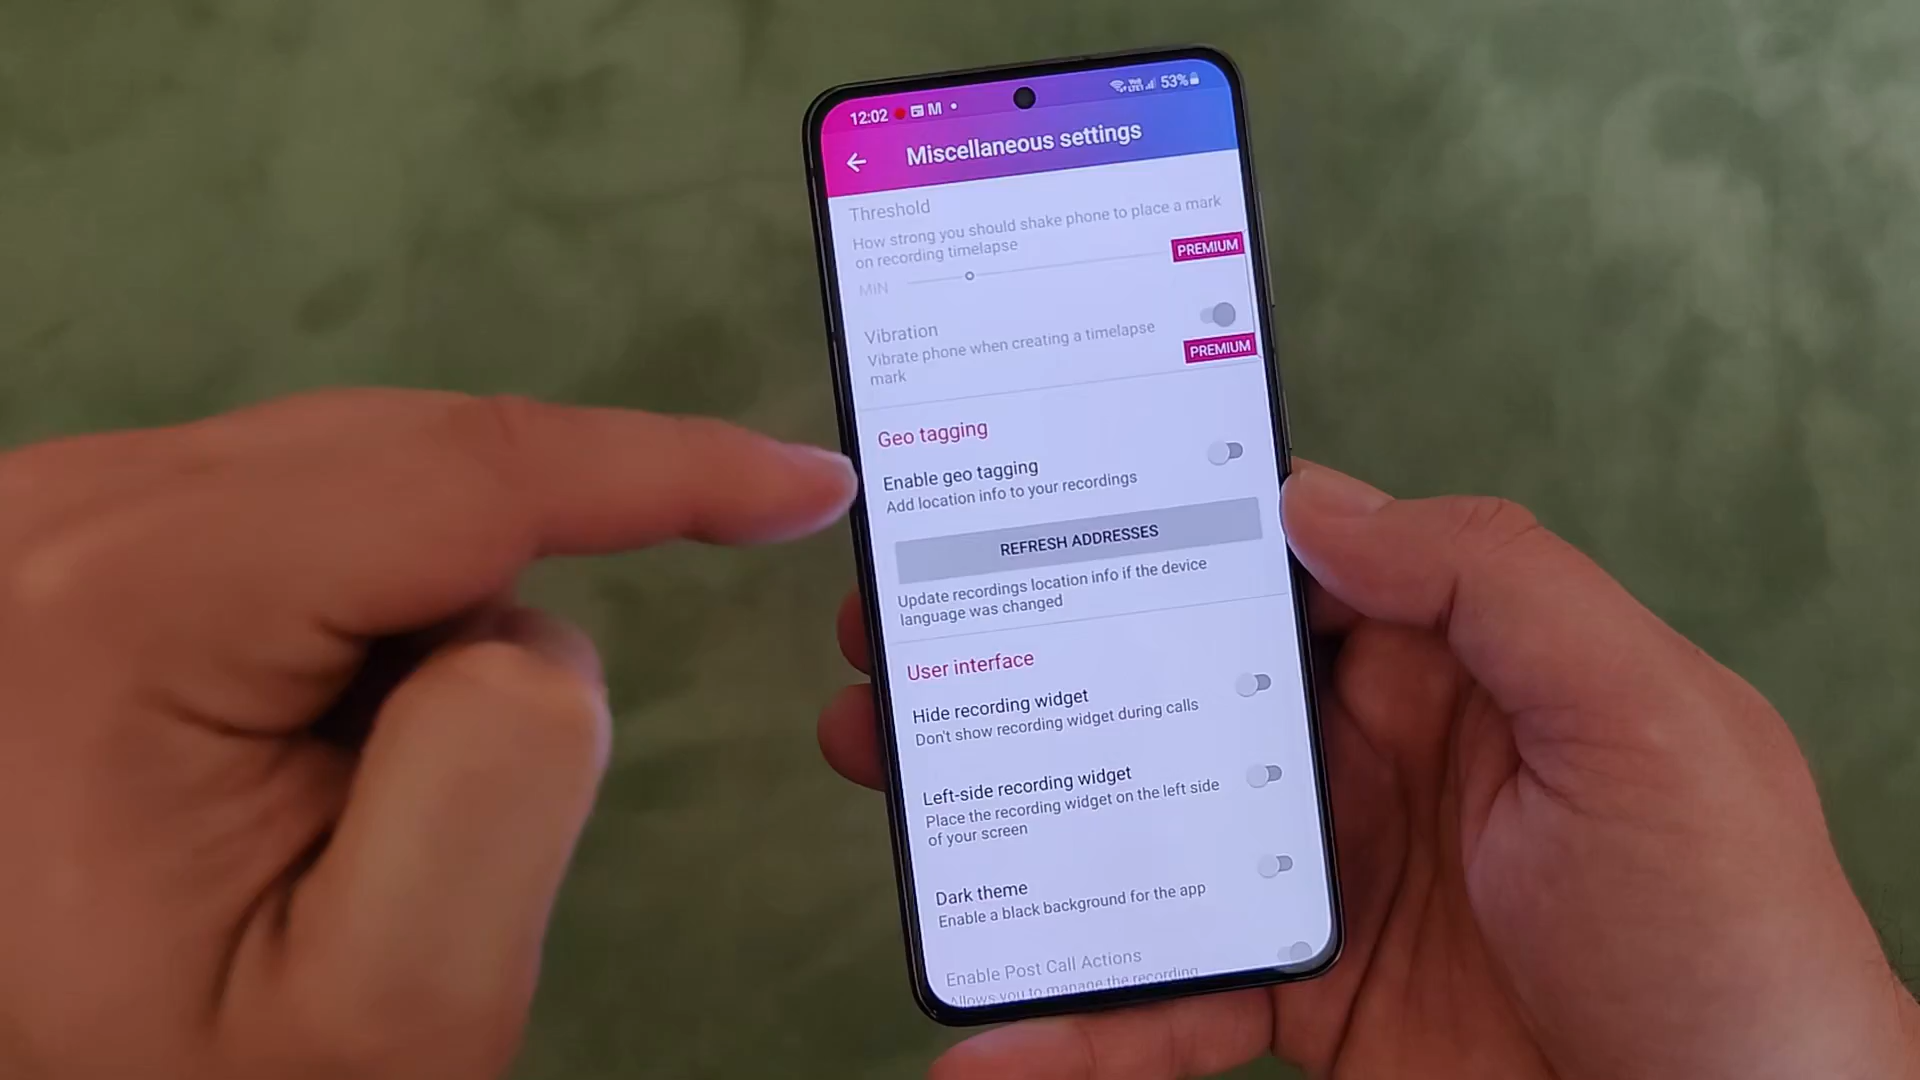 12:02 M 53%
Miscellaneous settings
Threshold
How strong you should shake phone to place a mark
on recording timelapse
PREMIUM
MIN
Vibration
Vibrate phone when creating a timelapse
mark
PREMIUM
Geo tagging
Enable geo tagging
Add location info to your recordings
REFRESH ADDRESSES
Update recordings location info if the device
language was changed
User interface
Hide recording widget
Don't show recording widget during calls
Left-side recording widget
Place the recording widget on the left side
of your screen
Dark theme
Enable a black background for the app
Enable Post Call Actions
Allows you to manage the recording